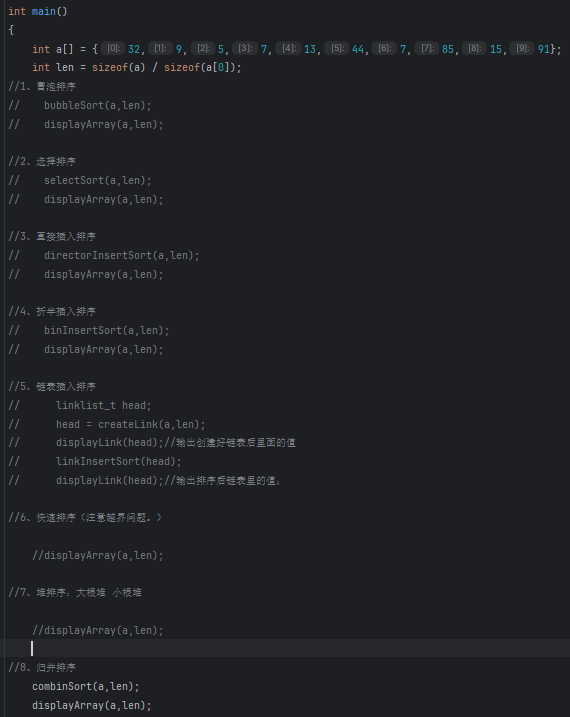 int main()
{
int a[] = { [0]: 32, [1]: 9, [2]: 5, [3]: 7, [4]: 13, [5]: 44, [6]: 7, [7]: 85, [8]: 15, [9]: 91};
int len = sizeof(a) / sizeof(a[0]);
//1、冒泡排序
// bubbleSort(a,len);
// displayArray(a,len);
//2、选择排序
// selectSort(a,len);
// displayArray(a,len);
//3、直接插入排序
// directorInsertSort(a,len);
// displayArray(a,len);
//4、折半插入排序
// binInsertSort(a,len);
// displayArray(a,len);
//5、链表插入排序
// linklist_t head;
// head = createLink(a,len);
// displayLink(head);//输出创建好链表后里面的值
// linkInsertSort(head);
// displayLink(head);//输出排序后链表里的值;
//6、快速排序（注意越界问题。）
//displayArray(a,len);
//7、堆排序：大根堆 小根堆
//displayArray(a,len);
//8、归并排序
combinSort(a,len);
displayArray(a,len);